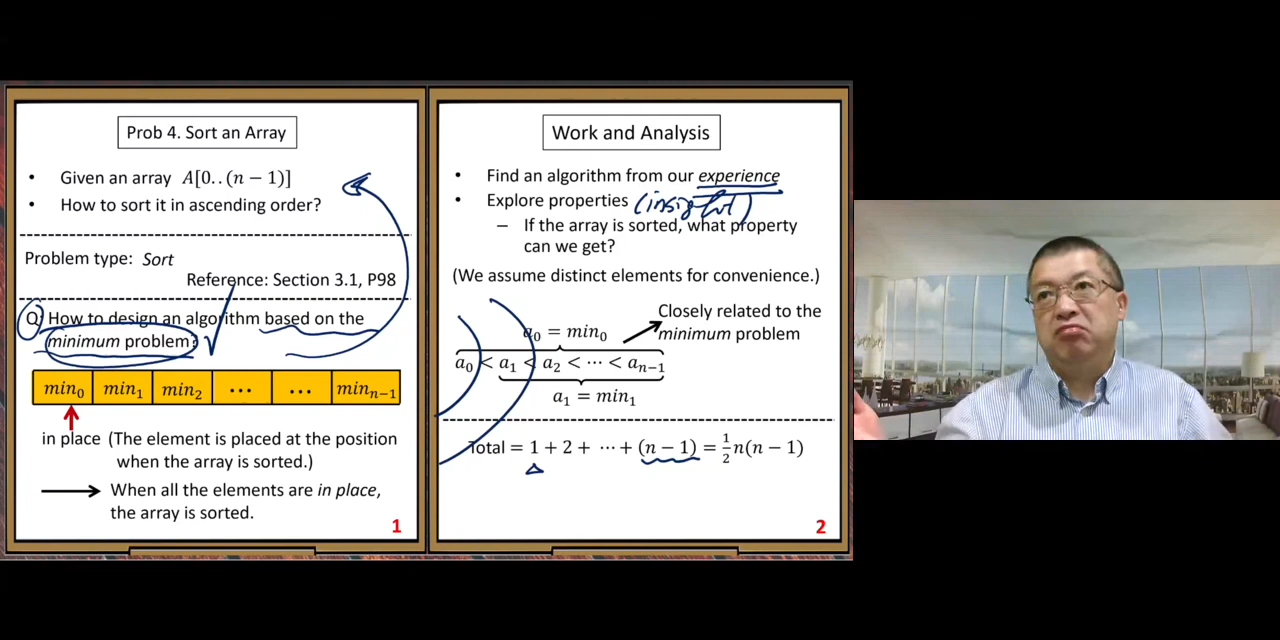 Prob 4. Sort an Array
• Given an array A[0..(n − 1)]
• How to sort it in ascending order?
Problem type: Sort
Reference: Section 3.1, P98
Q: How to design an algorithm based on the
minimum problem?
min₀ min₁ min₂ ⋯ ⋯ minₙ₋₁
in place (The element is placed at the position
when the array is sorted.)
When all the elements are in place,
the array is sorted.
1
Work and Analysis
• Find an algorithm from our experience
• Explore properties (insightful)
– If the array is sorted, what property
can we get?
(We assume distinct elements for convenience.)
Closely related to the
minimum problem
a₀ = min₀
a₀ < a₁ < a₂ < ⋯ < aₙ₋₁
a₁ = min₁
Total = 1 + 2 + ⋯ + (n − 1) = ½n(n − 1)
2